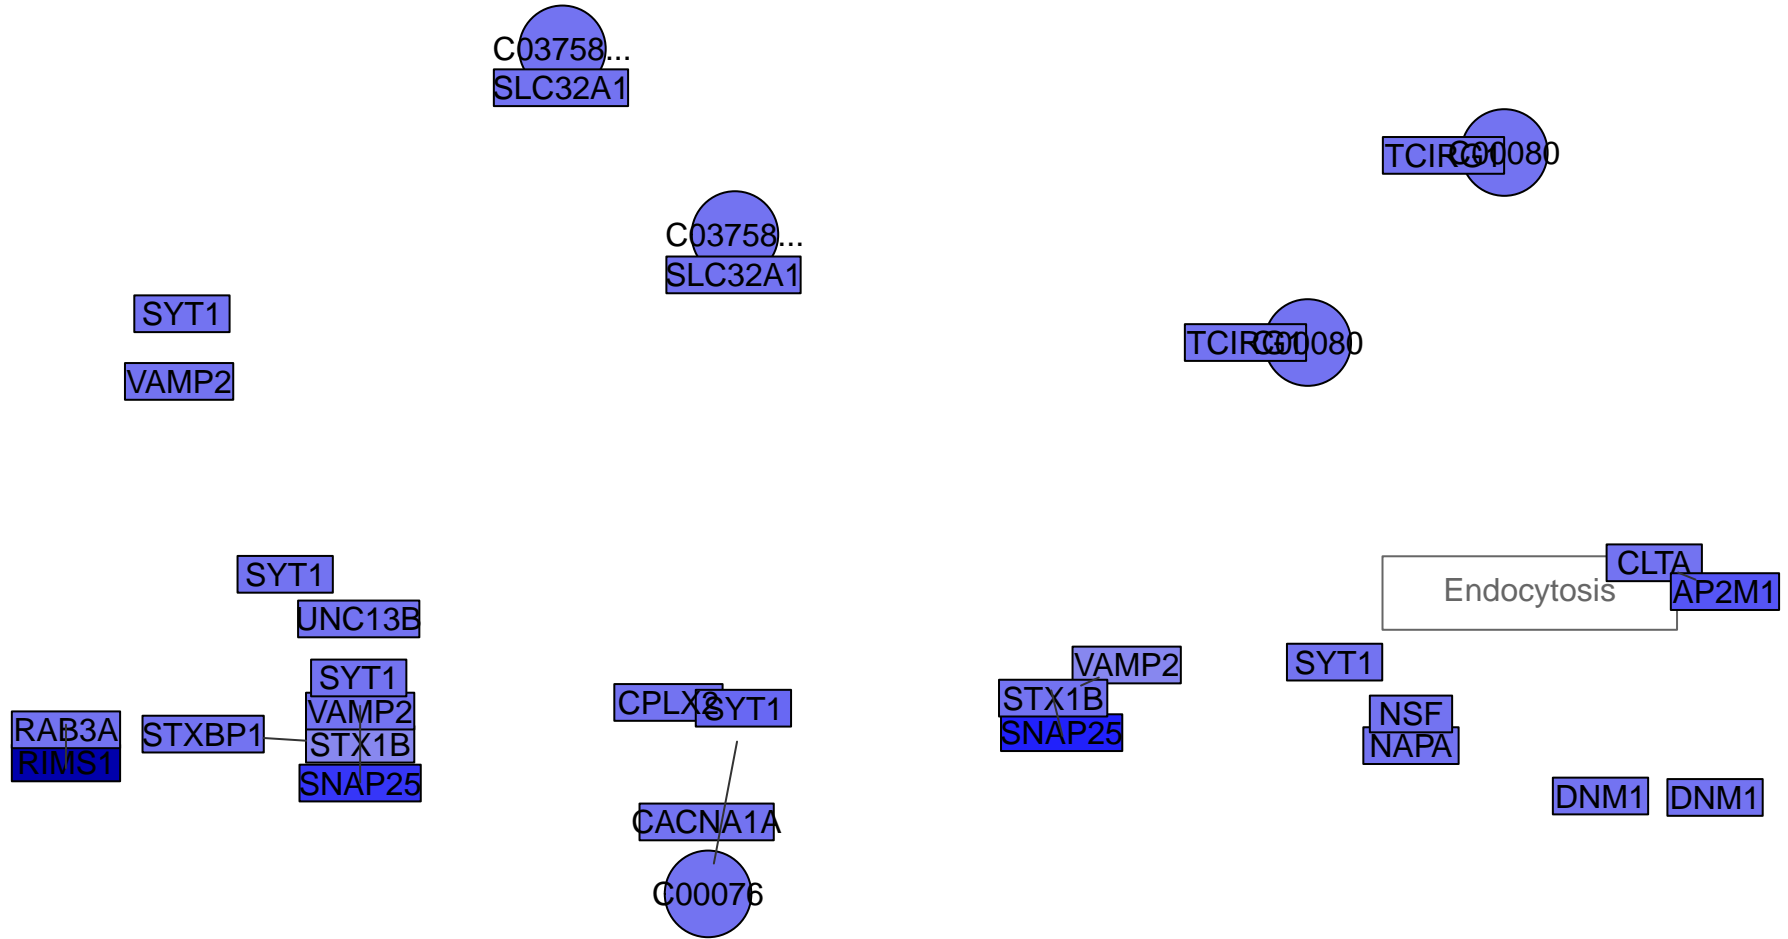 C03758...
SLC32A1
TCIRG1
C00080
C03758...
SLC32A1
SYT1
TCIRG1
C00080
VAMP2
SYT1
CLTA
Endocytosis
AP2M1
UNC13B
SYT1
VAMP2
SYT1
CPLX2
SYT1
STX1B
NSF
VAMP2
RAB3A
STXBP1
STX1B
SNAP25
NAPA
RIMS1
SNAP25
DNM1
DNM1
CACNA1A
C00076